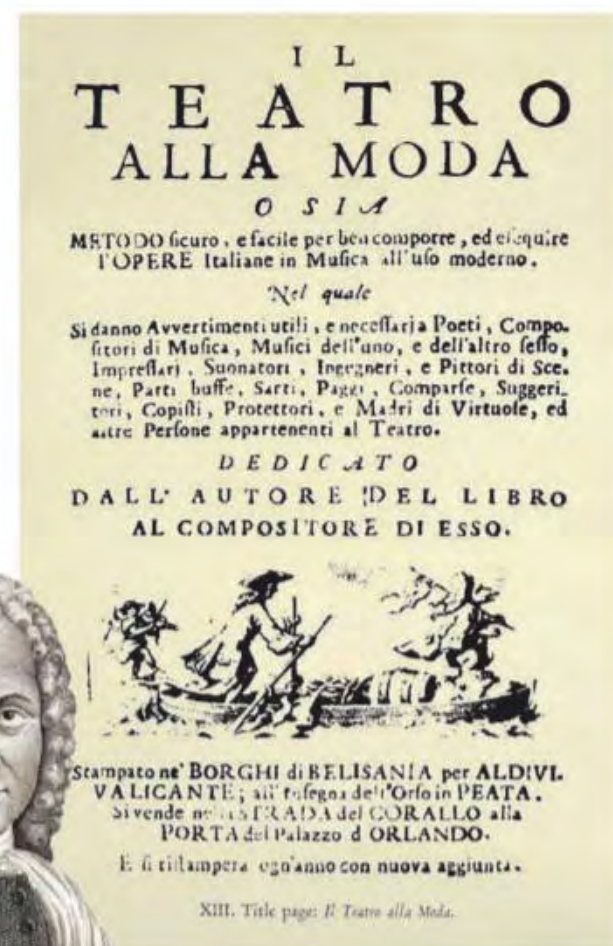 IL
TEATRO
ALLA MODA
O SIA
METODO ſicuro, e facile per ben comporre, ed eſequire
l'OPERE Italiane in Muſica all'uſo moderno.
Nel quale
Si danno Avvertimenti utili, e neceſſarj a Poeti, Compo-
ſitori di Muſica, Muſici dell'uno, e dell'altro ſeſſo,
Impreſſarj, Suonatori, Ingegneri, e Pittori di Sce-
ne, Parti buffe, Sarti, Paggi, Comparſe, Suggeri-
tori, Copiſti, Protettori, e Madri di Virtuoſe, ed
altre Perſone appartenenti al Teatro.
DEDICATO
DALL' AUTORE DEL LIBRO
AL COMPOSITORE DI ESSO.
Stampato ne' BORGHI di BELISANIA per ALDIVI-
VALICANTE; all' Inſegna dell'Orſo in PEATA.
Si vende nella STRADA del CORALLO alla
PORTA del Palazzo d'ORLANDO.
E ſi riſtamperà ogn'anno con nuova aggiunta.
XIII. Title page: Il Teatro alla Moda.